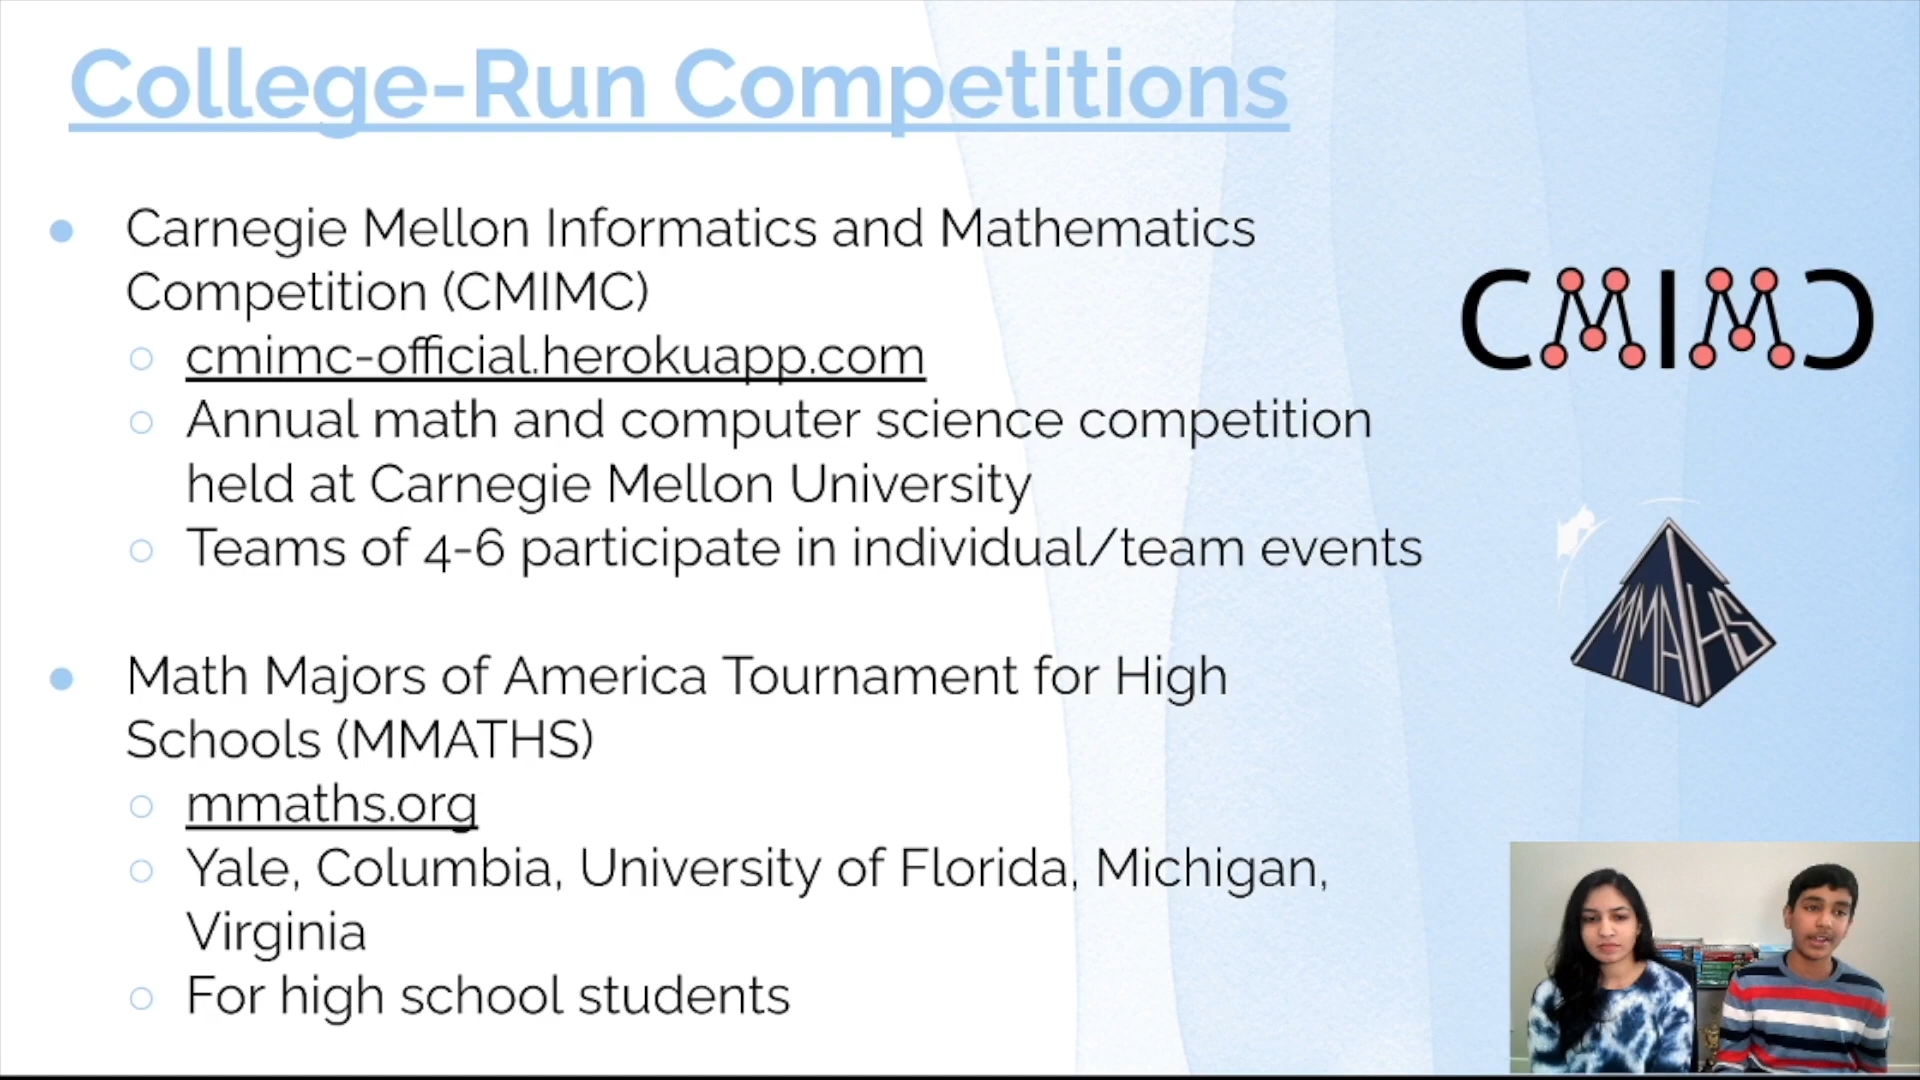 College-Run Competitions
Carnegie Mellon Informatics and Mathematics
Competition (CMIMC)
cmimc-official.herokuapp.com
Annual math and computer science competition
held at Carnegie Mellon University
Teams of 4-6 participate in individual/team events
CMIMC
Math Majors of America Tournament for High
Schools (MMATHS)
mmaths.org
Yale, Columbia, University of Florida, Michigan,
Virginia
For high school students
MMATHS